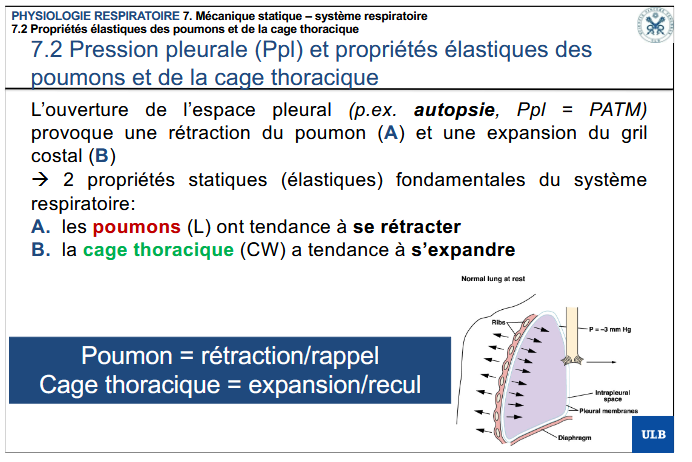 PHYSIOLOGIE RESPIRATOIRE 7. Mécanique statique – système respiratoire
7.2 Propriétés élastiques des poumons et de la cage thoracique
7.2 Pression pleurale (Ppl) et propriétés élastiques des
poumons et de la cage thoracique
L’ouverture de l’espace pleural (p.ex. autopsie, Ppl = PATM)
provoque une rétraction du poumon (A) et une expansion du gril
costal (B)
→ 2 propriétés statiques (élastiques) fondamentales du système
respiratoire:
A. les poumons (L) ont tendance à se rétracter
B. la cage thoracique (CW) a tendance à s’expandre
Normal lung at rest
Ribs
P = –3 mm Hg
Poumon = rétraction/rappel
Cage thoracique = expansion/recul
Intrapleural
space
Pleural membranes
Diaphragm
ULB